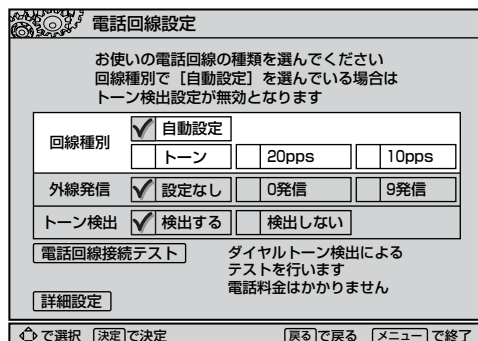 電話回線設定
お使いの電話回線の種類を選んでください
回線種別で［自動設定］を選んでいる場合は
トーン検出設定が無効となります
回線種別 自動設定
トーン 20pps 10pps
外線発信 設定なし 0発信 9発信
トーン検出 検出する 検出しない
電話回線接続テスト ダイヤルトーン検出による
テストを行います
電話料金はかかりません
詳細設定
で選択 決定で決定 戻るで戻る メニューで終了